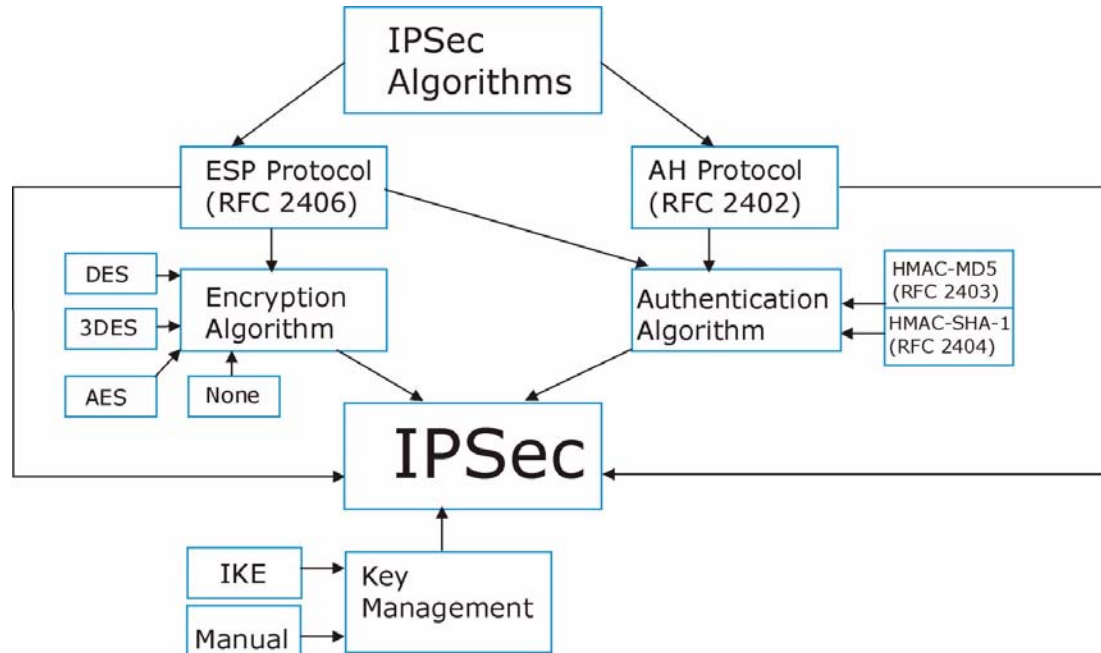 IPSec
Algorithms
ESP Protocol
(RFC 2406)
AH Protocol
(RFC 2402)
DES
3DES
AES
None
Encryption
Algorithm
Authentication
Algorithm
HMAC-MD5
(RFC 2403)
HMAC-SHA-1
(RFC 2404)
IPSec
IKE
Manual
Key
Management